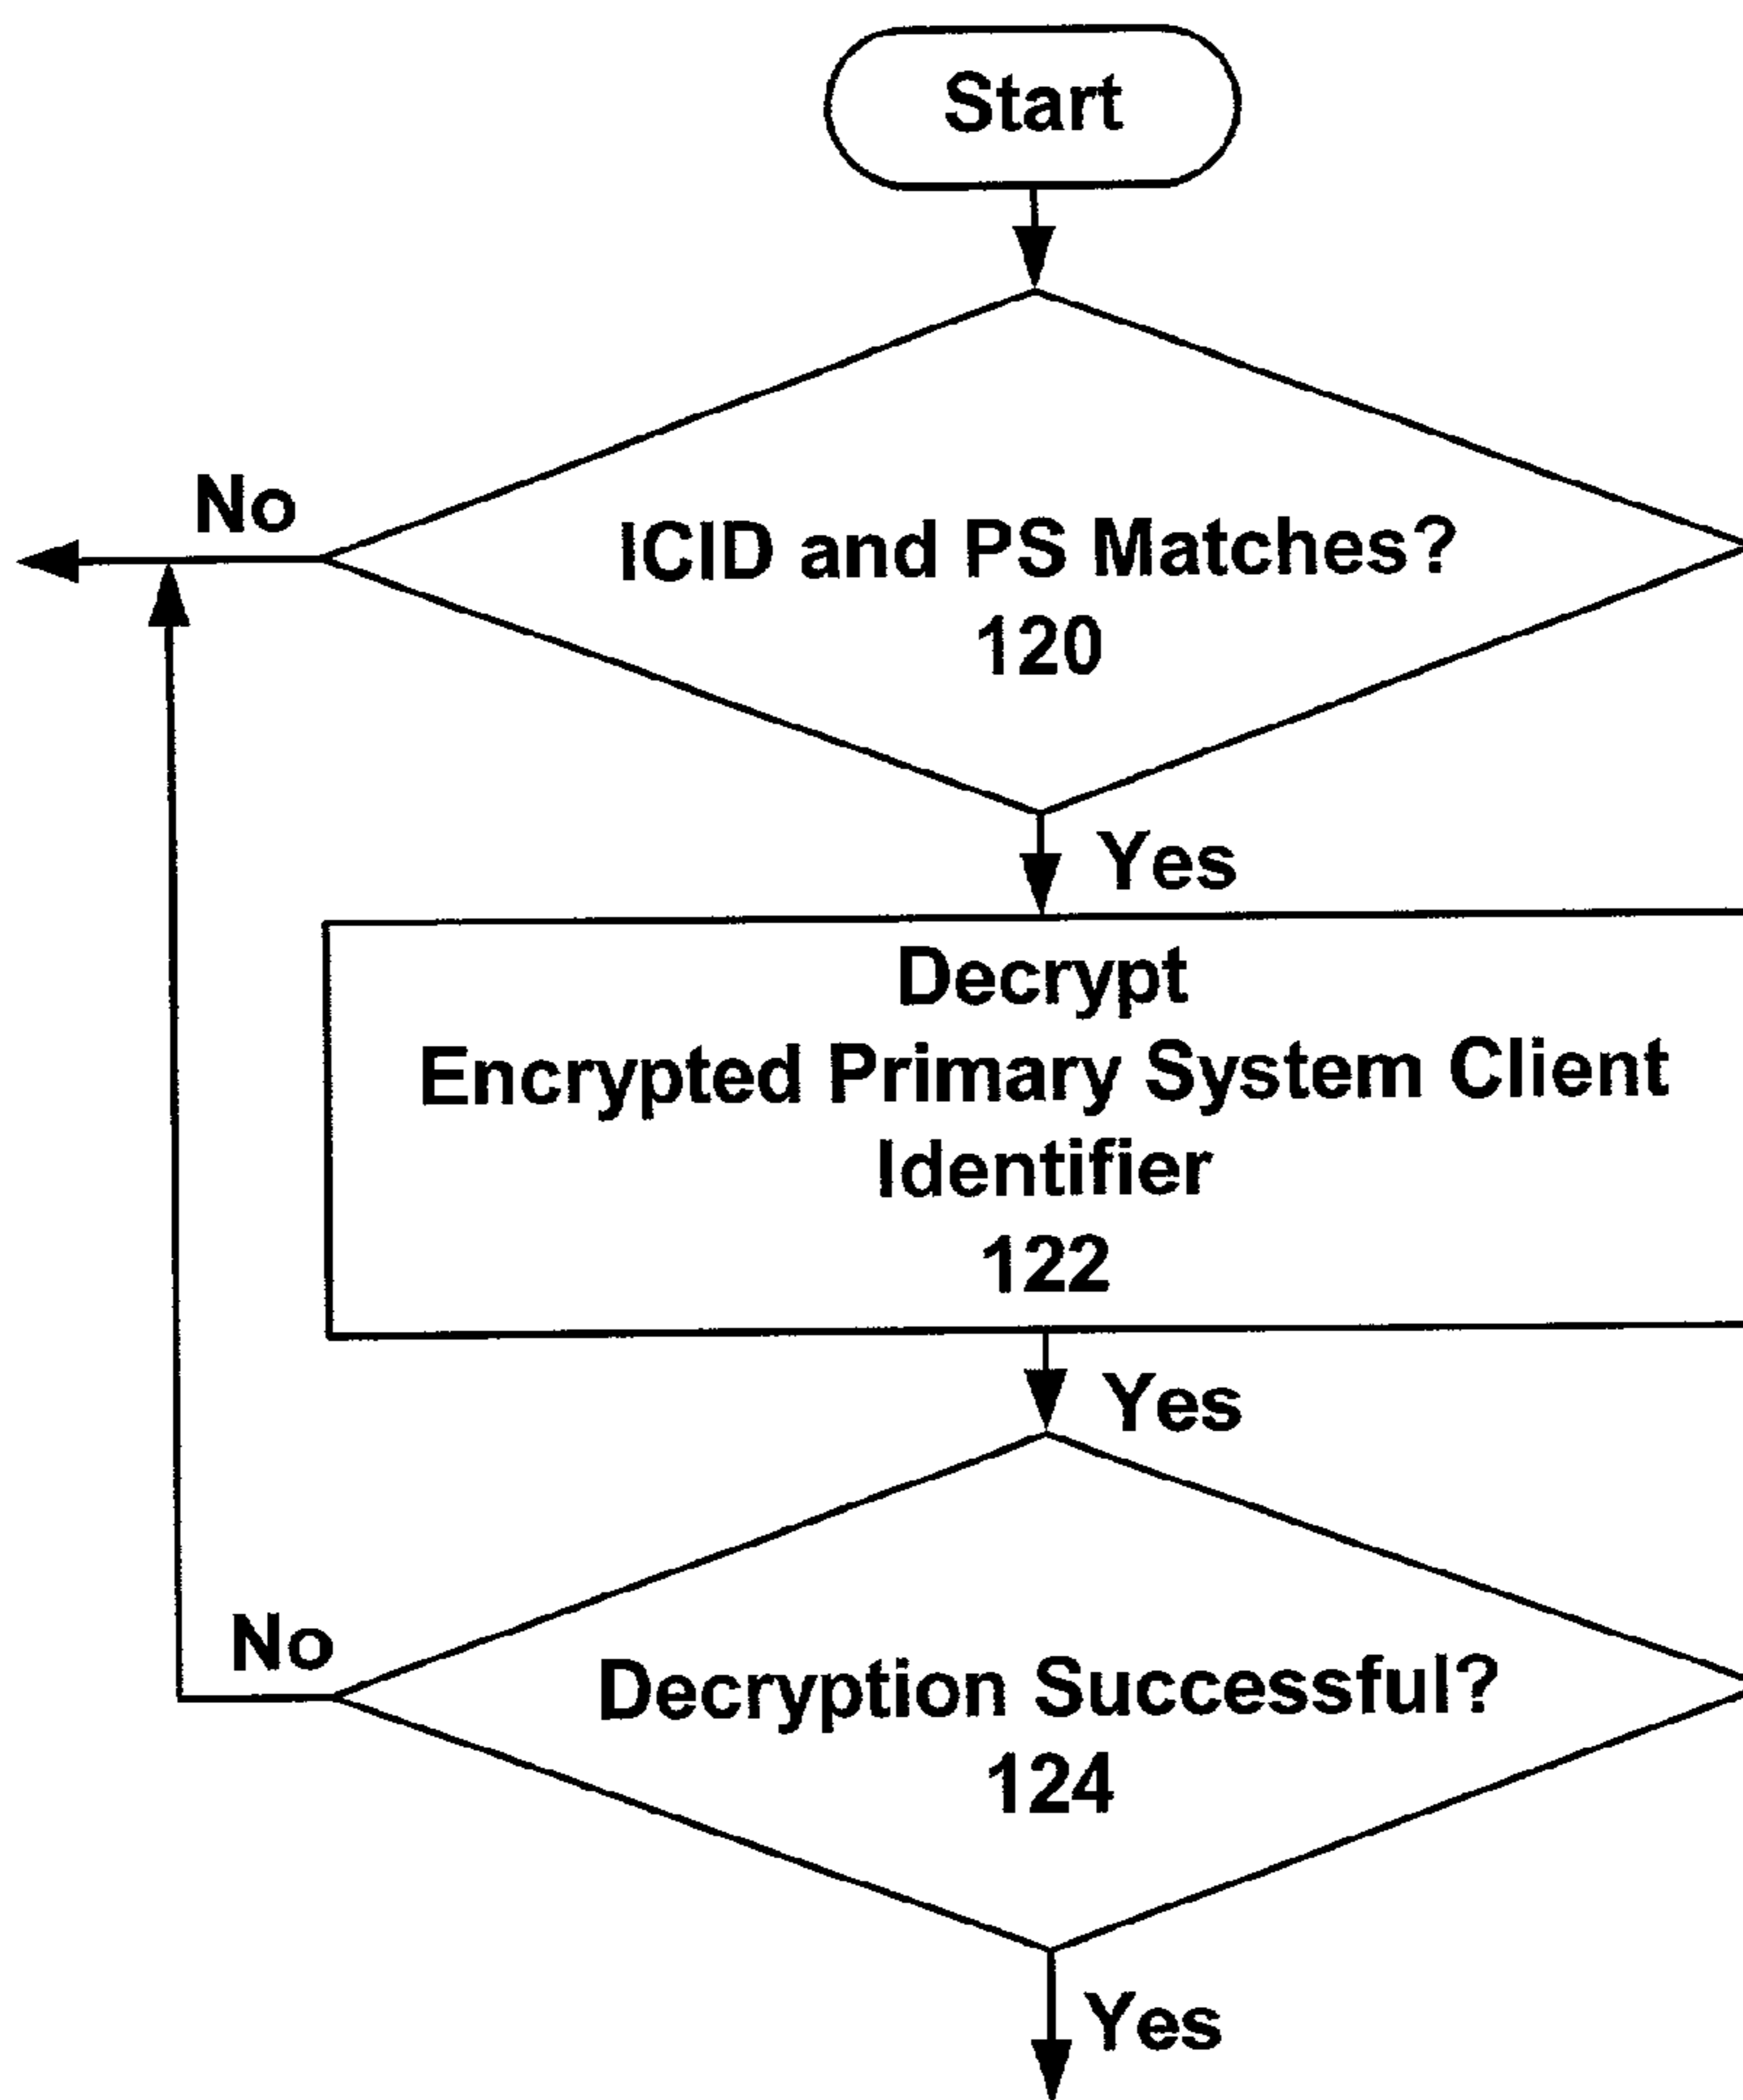 Start
No
ICID and PS Matches?
120
Yes
Decrypt
Encrypted Primary System Client
Identifier
122
Yes
No
Decryption Successful?
124
Yes